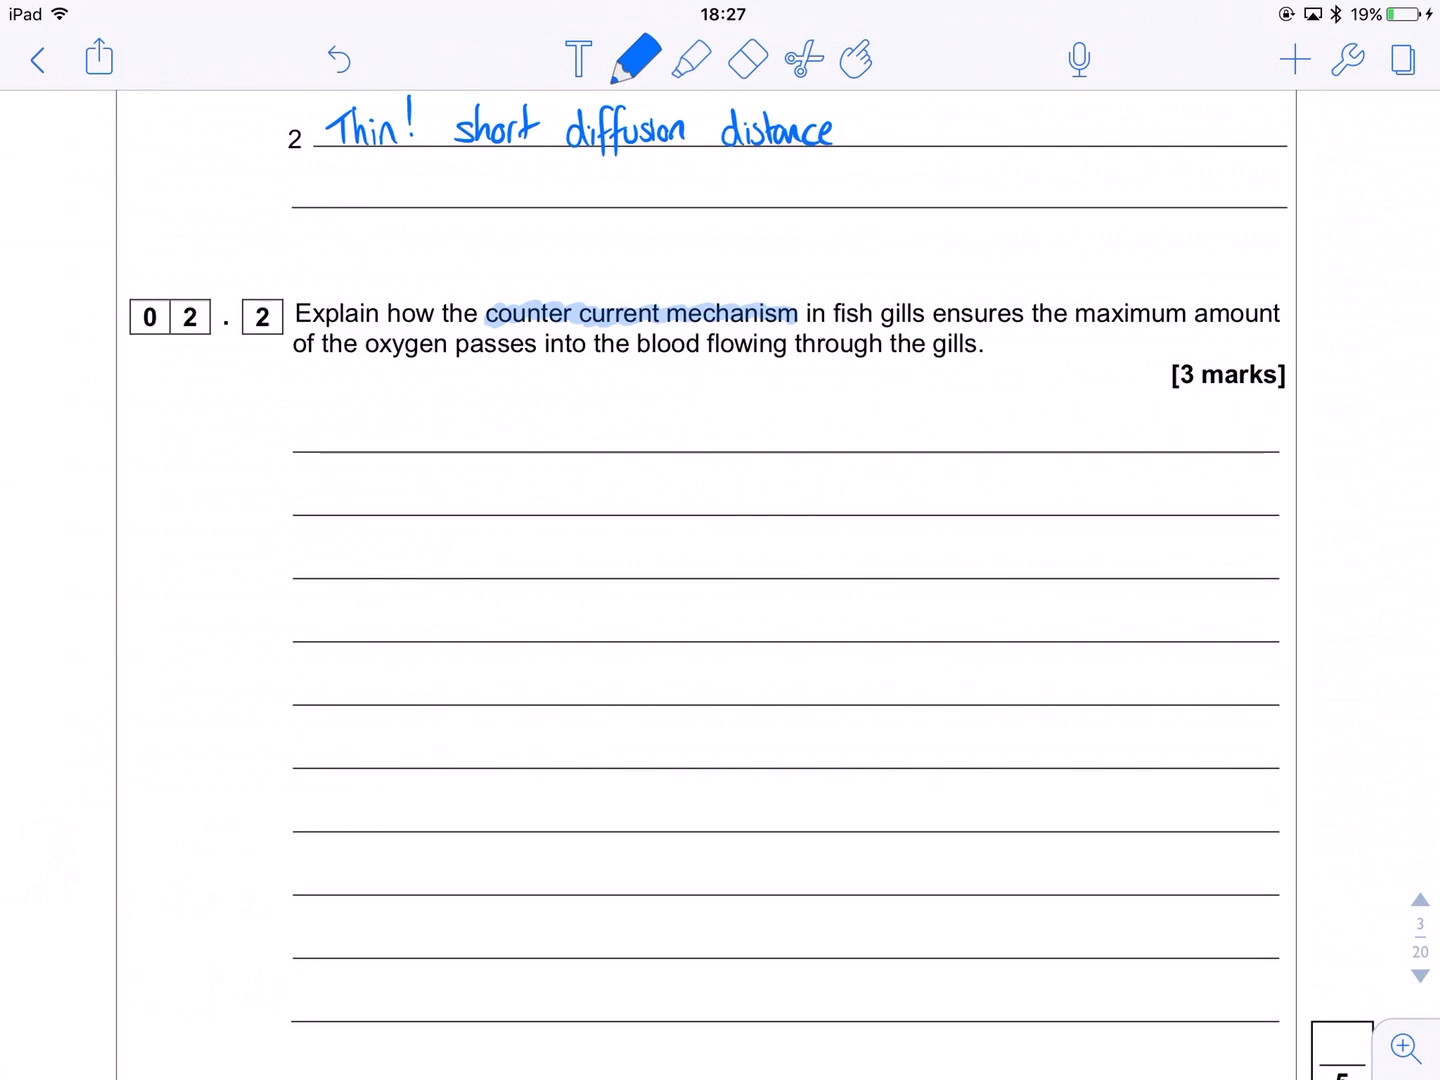 iPad 18:27 19%
T
2 Thin! short diffusion distance
0 2 . 2 Explain how the counter current mechanism in fish gills ensures the maximum amount
of the oxygen passes into the blood flowing through the gills.
[3 marks]
3
20